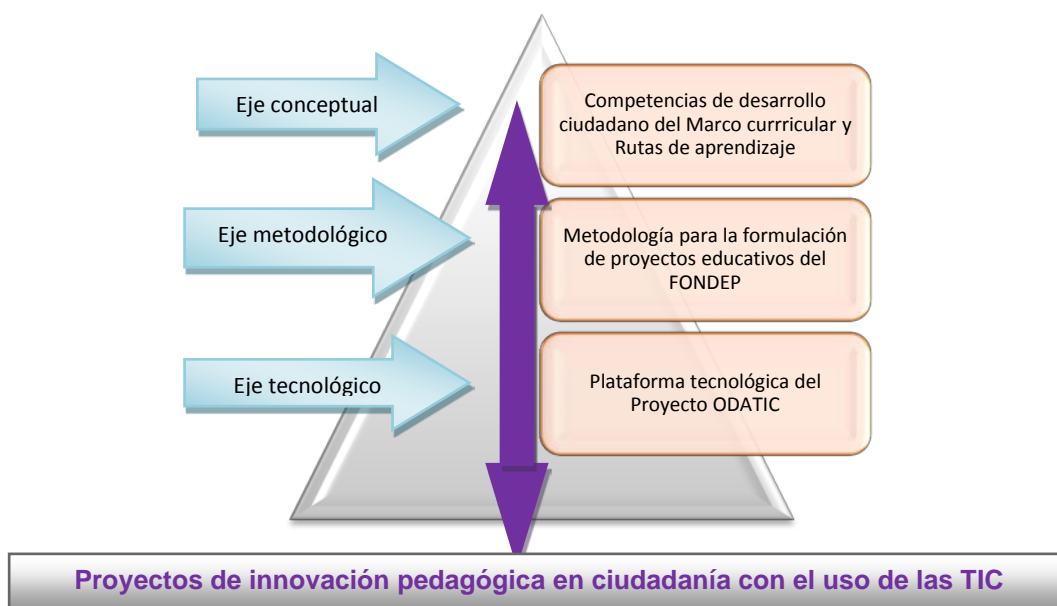 Eje conceptual
Competencias de desarrollo
ciudadano del Marco currricular y
Rutas de aprendizaje
Eje metodológico
Metodología para la formulación
de proyectos educativos del
FONDEP
Eje tecnológico
Plataforma tecnológica del
Proyecto ODATIC
Proyectos de innovación pedagógica en ciudadanía con el uso de las TIC